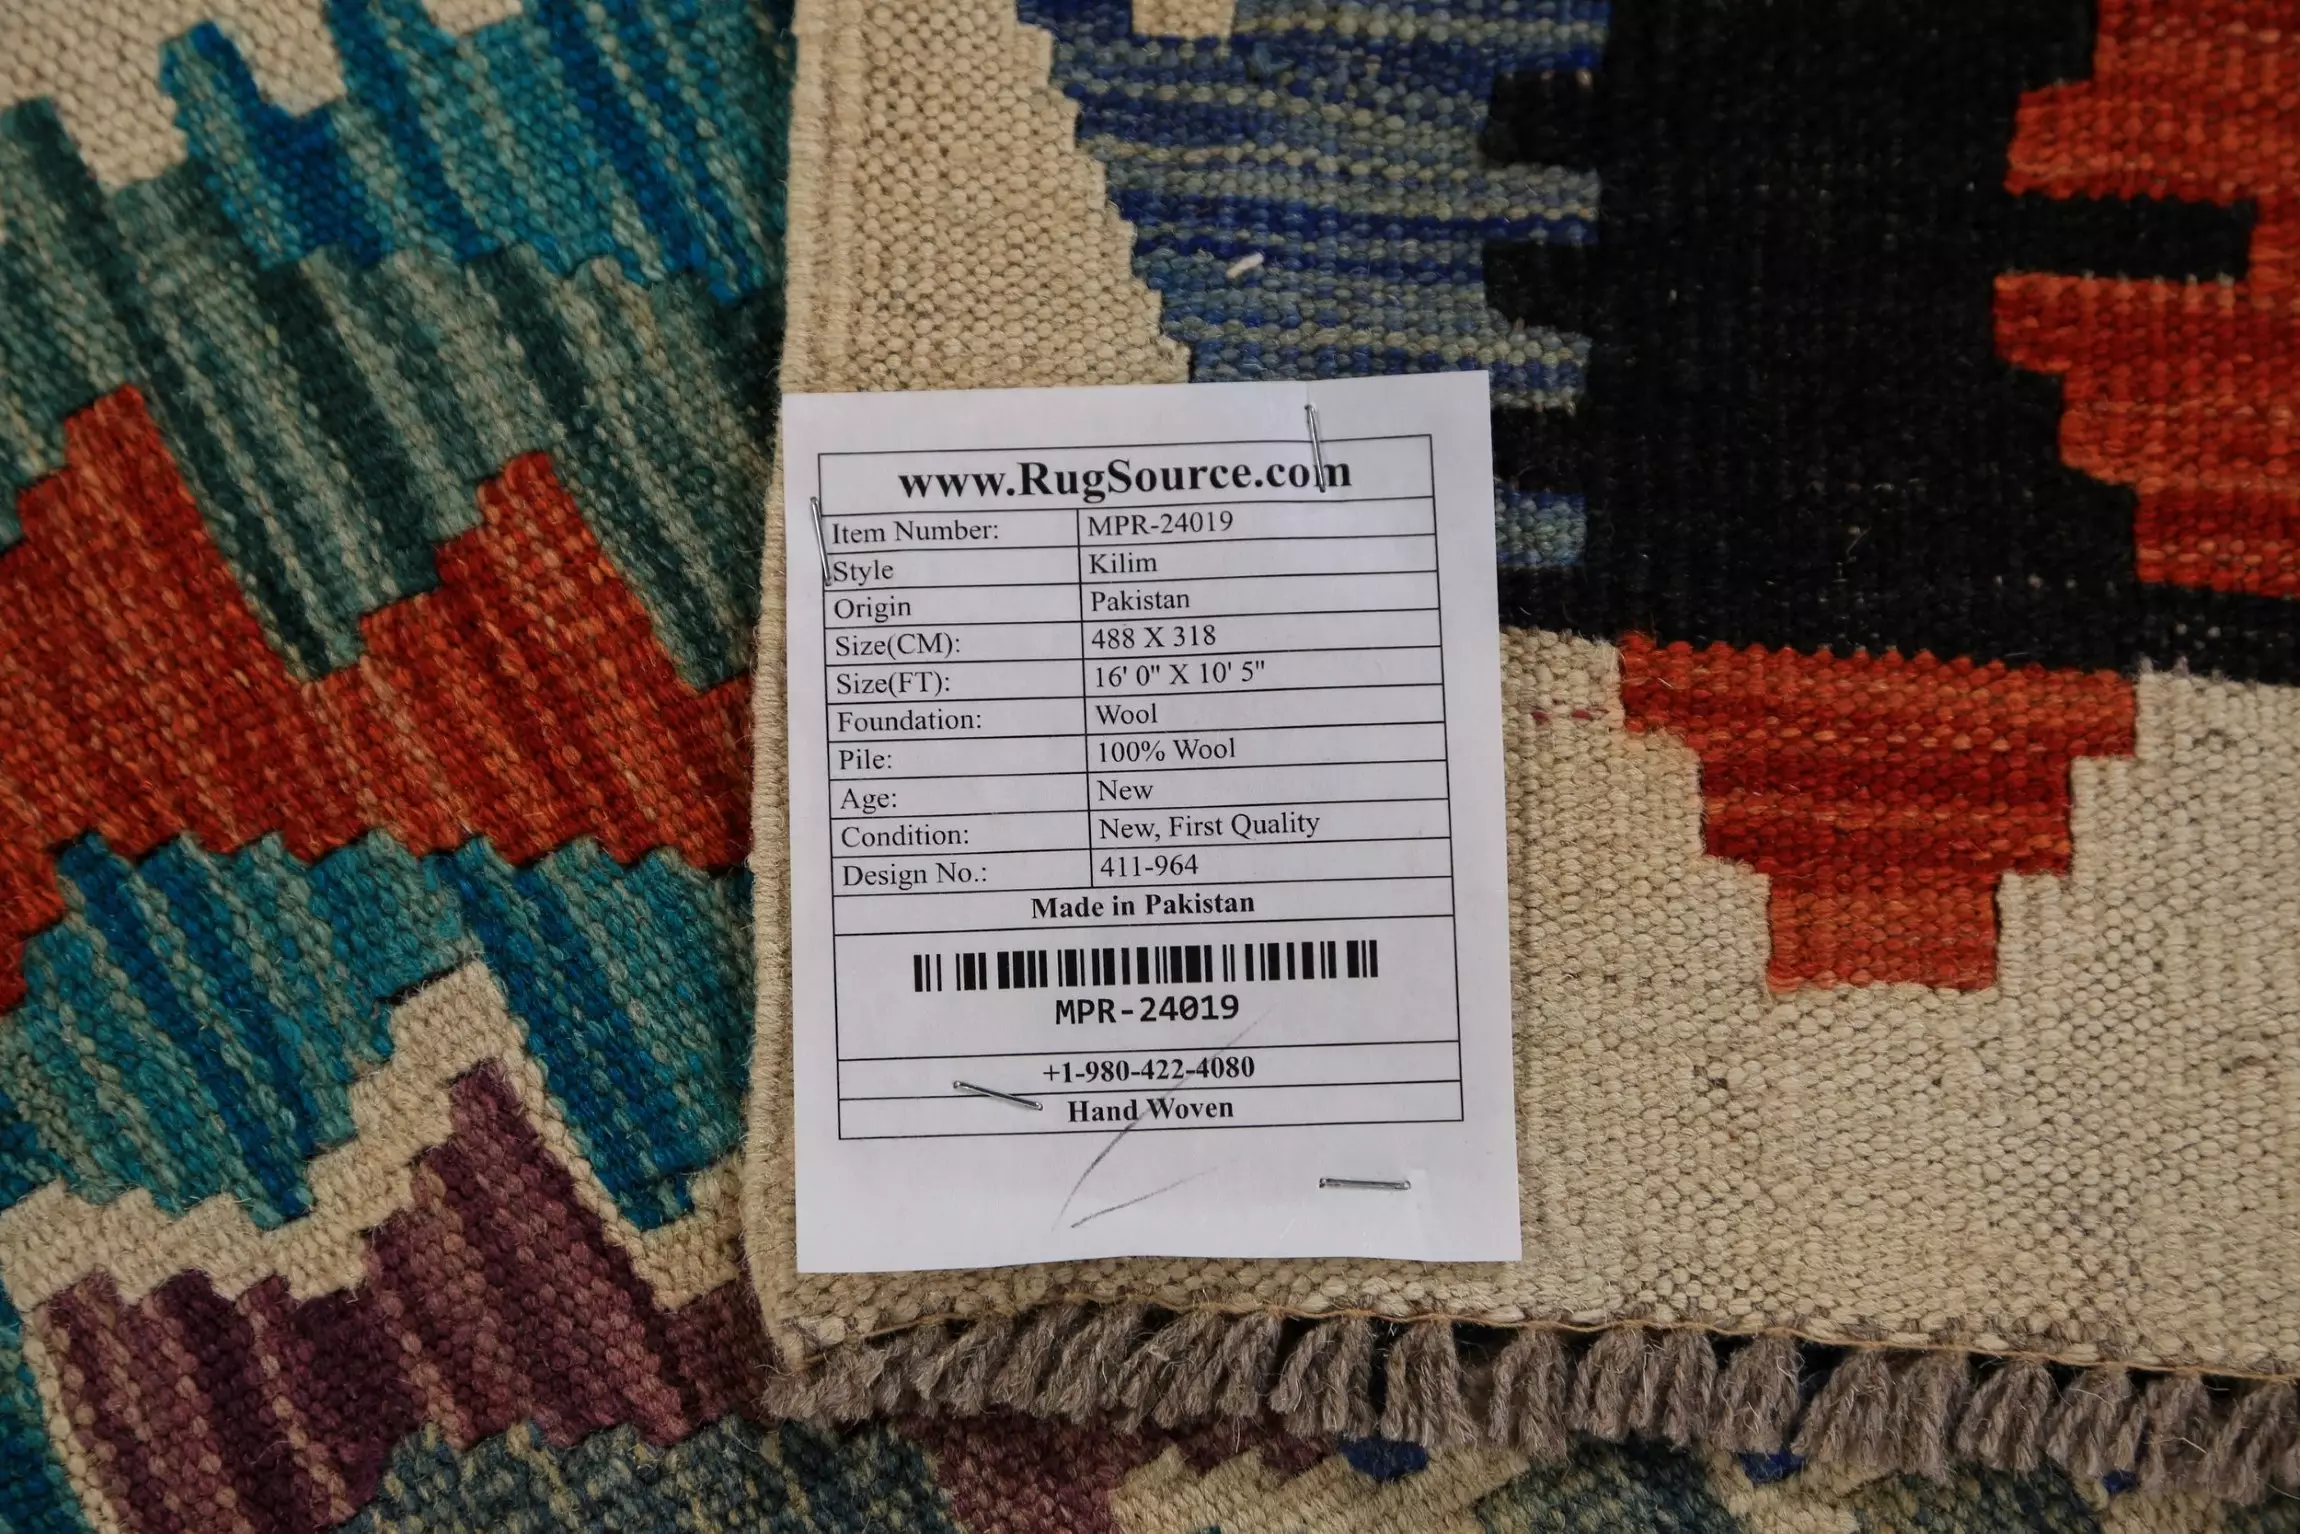 www.RugSource.com
Item Number: MPR-24019
Style Kilim
Origin Pakistan
Size(CM): 488 X 318
Size(FT): 16' 0" X 10' 5"
Foundation: Wool
Pile: 100% Wool
Age: New
Condition: New, First Quality
Design No.: 411-964
Made in Pakistan
MPR-24019
+1-980-422-4080
Hand Woven